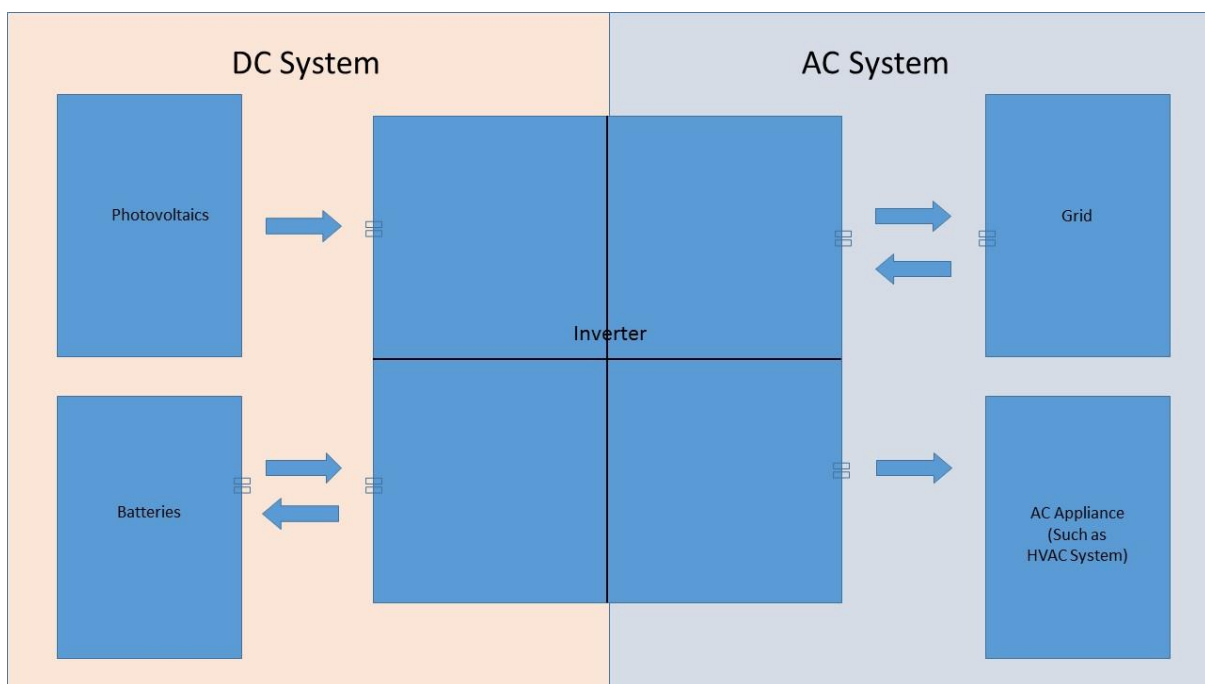 DC System
AC System
Photovoltaics
Grid
Inverter
Batteries
AC Appliance
(Such as
HVAC System)